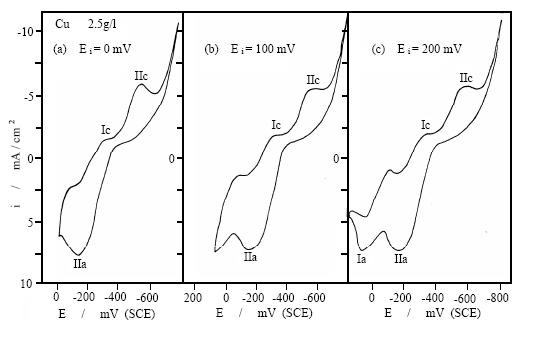 Cu 2.5g/l
(a) E i = 0 mV
(b) E i = 100 mV
(c) E i = 200 mV
-10
-5
0
5
10
i / mA / cm 2
IIc
Ic
IIa
0
IIc
Ic
IIa
0
IIc
Ic
Ia
IIa
0 -200 -400 -600
200 0 -200 -400 -600
0 -200 -400 -600 -800
E / mV (SCE)
E / mV (SCE)
E / mV (SCE)